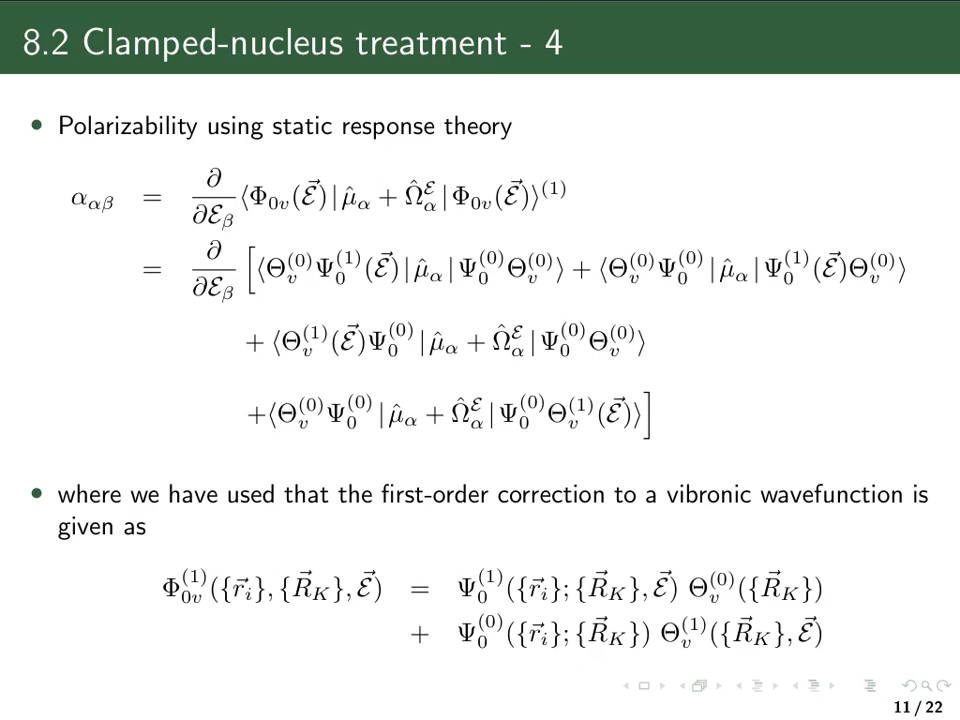 8.2 Clamped-nucleus treatment - 4
• Polarizability using static response theory
α_{αβ} = ∂/∂ℰ_β ⟨Φ_{0v}(ℰ⃗) | μ̂_α + Ω̂_α^ℰ | Φ_{0v}(ℰ⃗)⟩^{(1)}
= ∂/∂ℰ_β [⟨Θ_v^{(0)} Ψ_0^{(1)}(ℰ⃗) | μ̂_α | Ψ_0^{(0)} Θ_v^{(0)}⟩ + ⟨Θ_v^{(0)} Ψ_0^{(0)} | μ̂_α | Ψ_0^{(1)}(ℰ⃗)Θ_v^{(0)}⟩
+ ⟨Θ_v^{(1)}(ℰ⃗)Ψ_0^{(0)} | μ̂_α + Ω̂_α^ℰ | Ψ_0^{(0)} Θ_v^{(0)}⟩
+⟨Θ_v^{(0)} Ψ_0^{(0)} | μ̂_α + Ω̂_α^ℰ | Ψ_0^{(0)} Θ_v^{(1)}(ℰ⃗)⟩]
• where we have used that the first-order correction to a vibronic wavefunction is
given as
Φ_{0v}^{(1)}({r⃗_i}, {R⃗_K}, ℰ⃗) = Ψ_0^{(1)}({r⃗_i}; {R⃗_K}, ℰ⃗) Θ_v^{(0)}({R⃗_K})
+ Ψ_0^{(0)}({r⃗_i}; {R⃗_K}) Θ_v^{(1)}({R⃗_K}, ℰ⃗)
11 / 22